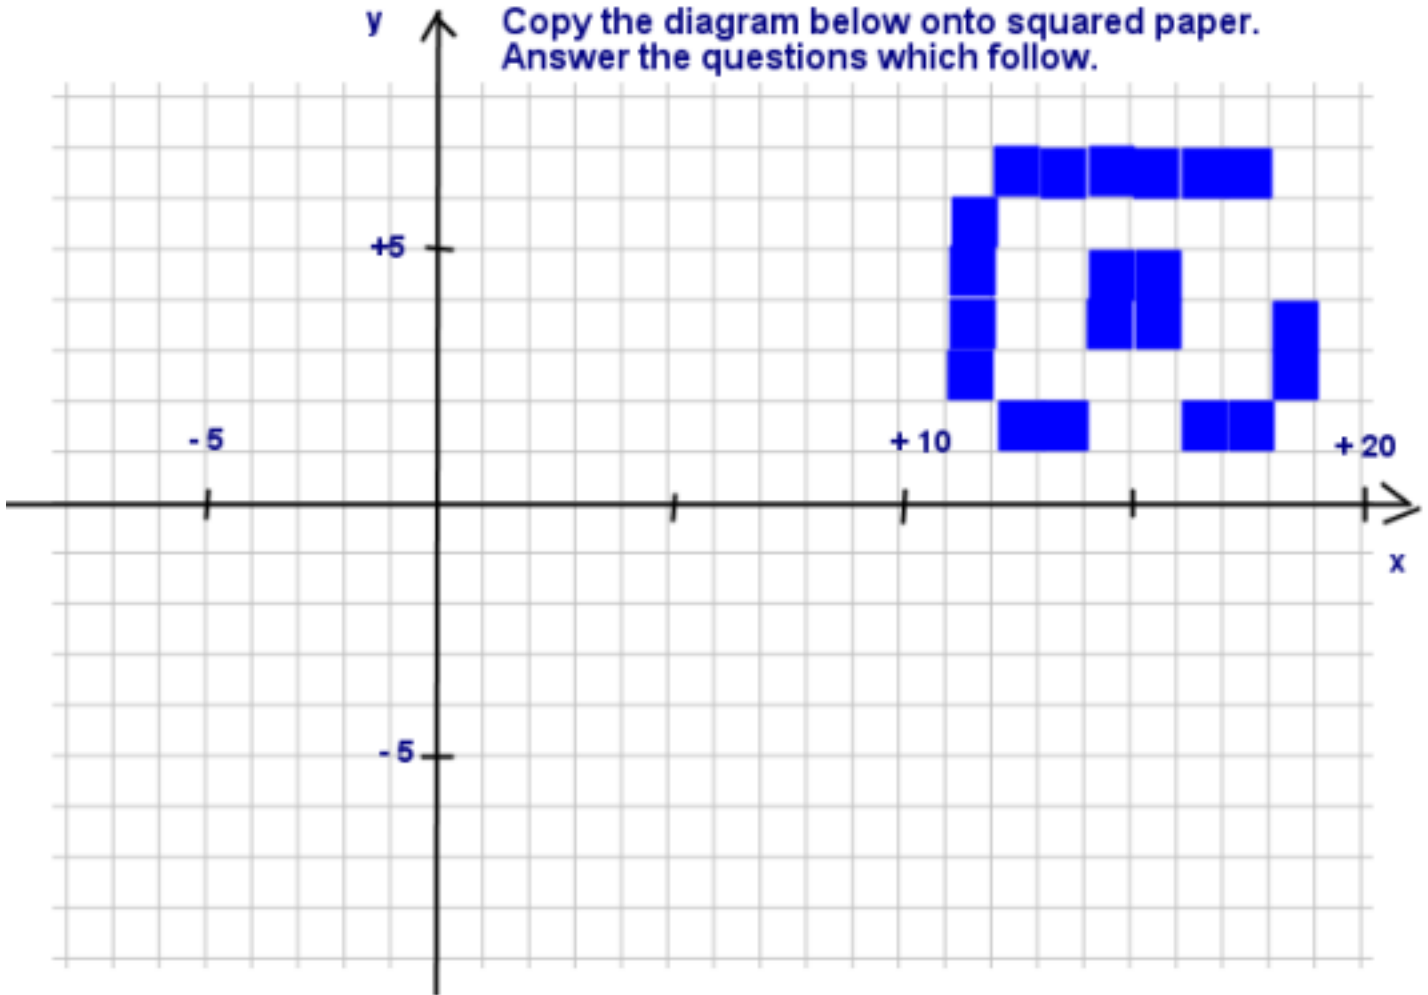 y
Copy the diagram below onto squared paper.
Answer the questions which follow.
+5
- 5
+ 10
+ 20
x
- 5